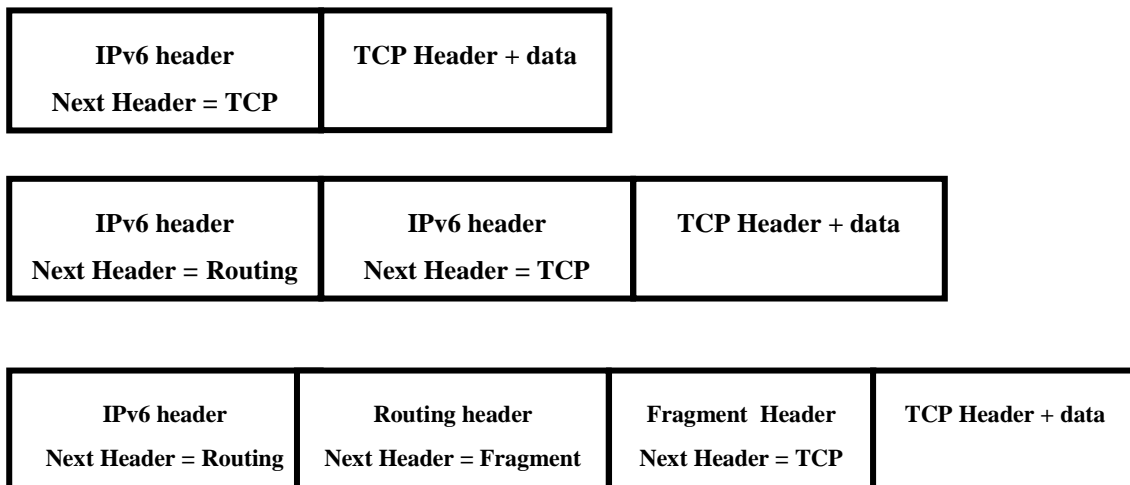 IPv6 header
Next Header = TCP
TCP Header + data
IPv6 header
Next Header = Routing
IPv6 header
Next Header = TCP
TCP Header + data
IPv6 header
Next Header = Routing
Routing header
Next Header = Fragment
Fragment Header
Next Header = TCP
TCP Header + data